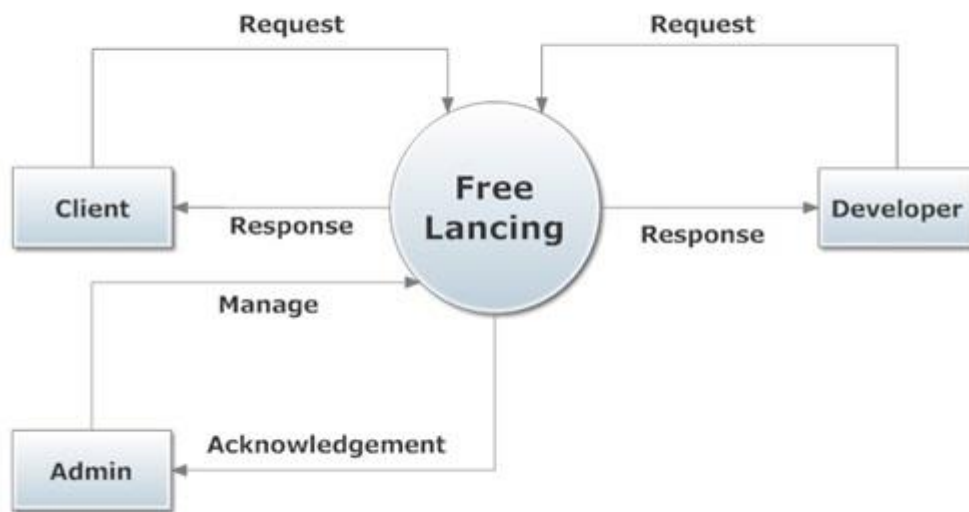 Request
Request
Client
Free
Lancing
Developer
Response
Response
Manage
Acknowledgement
Admin